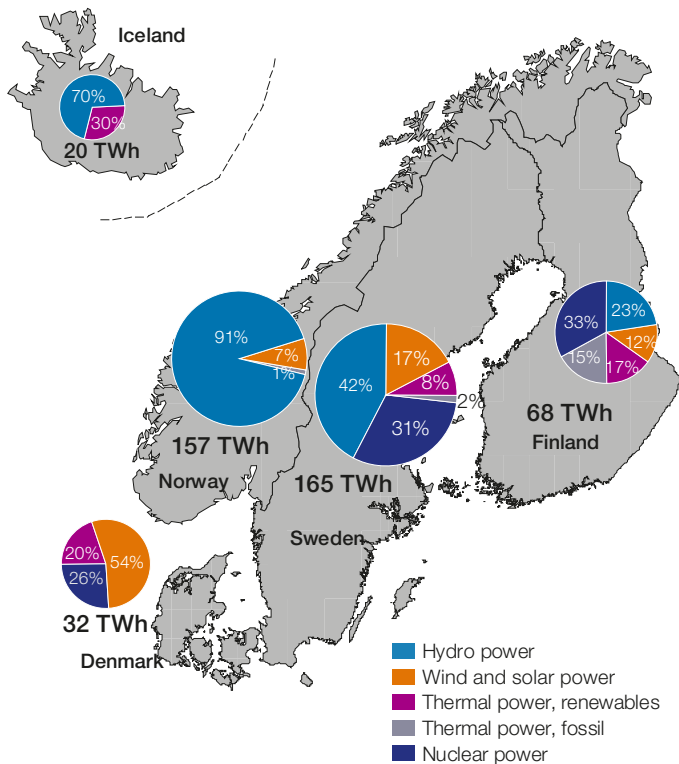 Iceland
70%
30%
20 TWh
91%
7%
1%
157 TWh
Norway
17%
42%
8%
2%
31%
165 TWh
Sweden
23%
33%
12%
15%
17%
68 TWh
Finland
20%
54%
26%
32 TWh
Denmark
Hydro power
Wind and solar power
Thermal power, renewables
Thermal power, fossil
Nuclear power